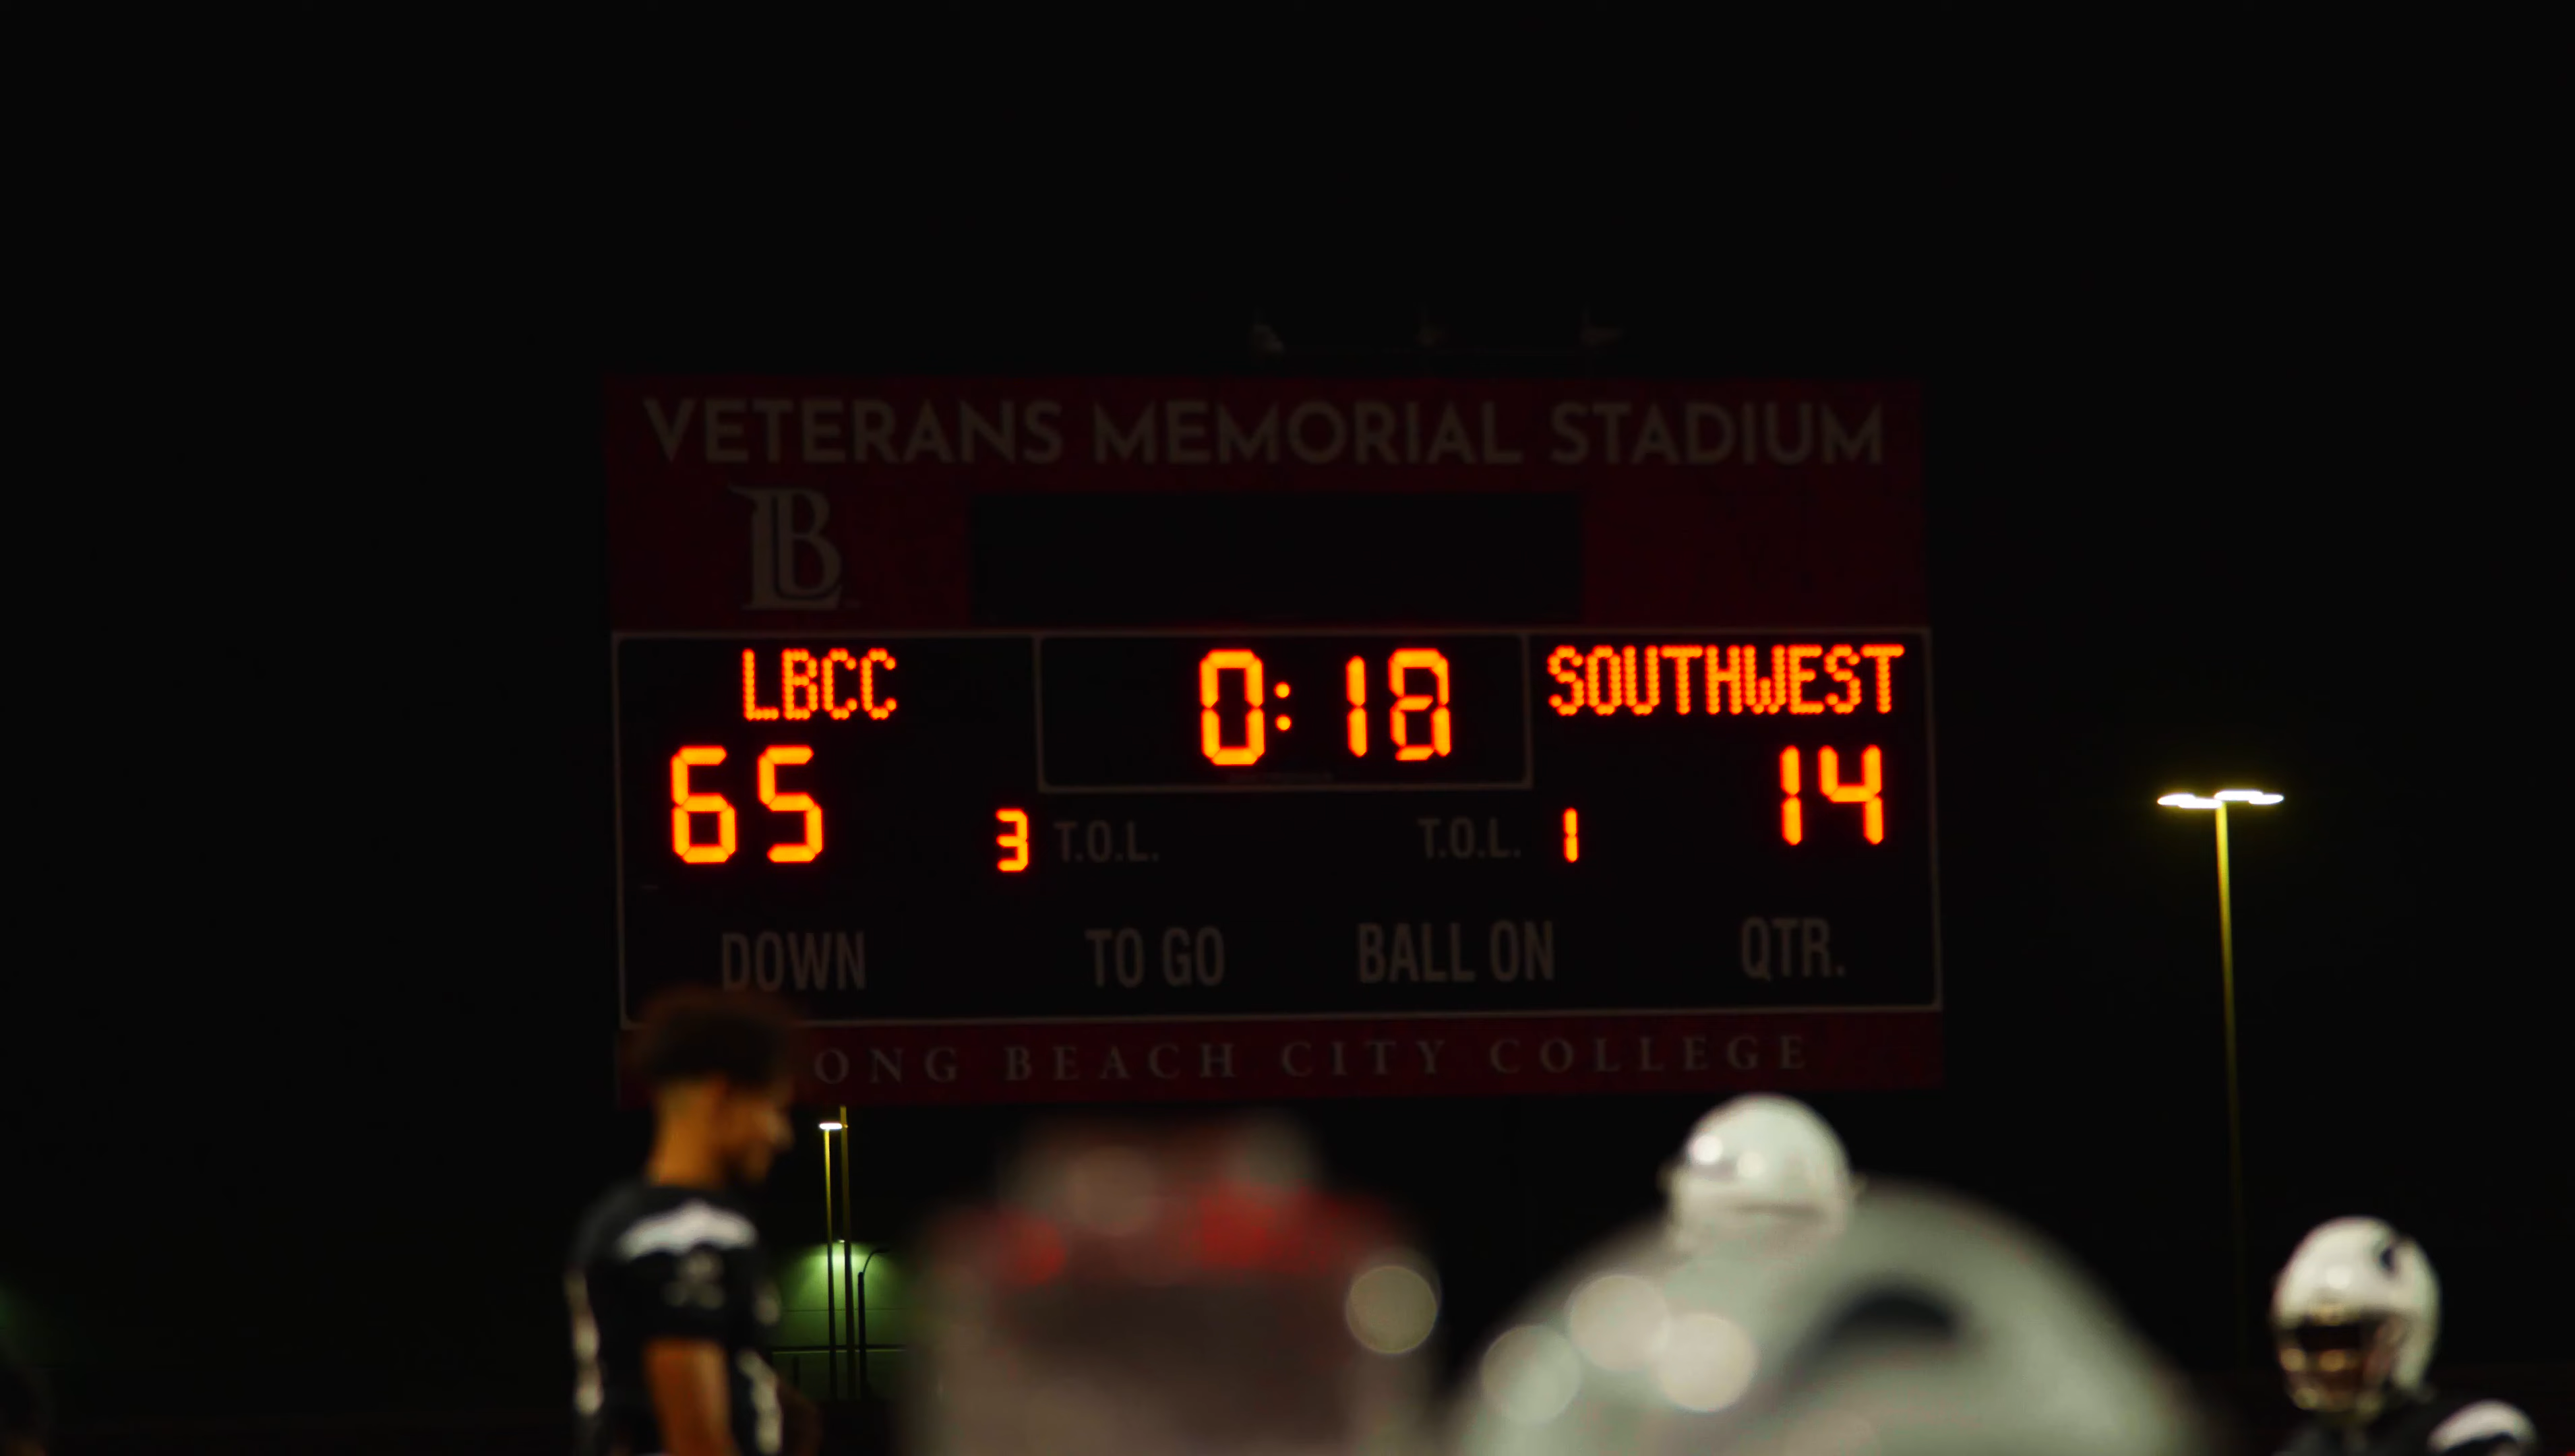 VETERANS MEMORIAL STADIUM
LB
LBCC 0:18 SOUTHWEST
65 14
3 T.O.L. T.O.L. 1
DOWN TO GO BALL ON QTR.
ONG BEACH CITY COLLEGE